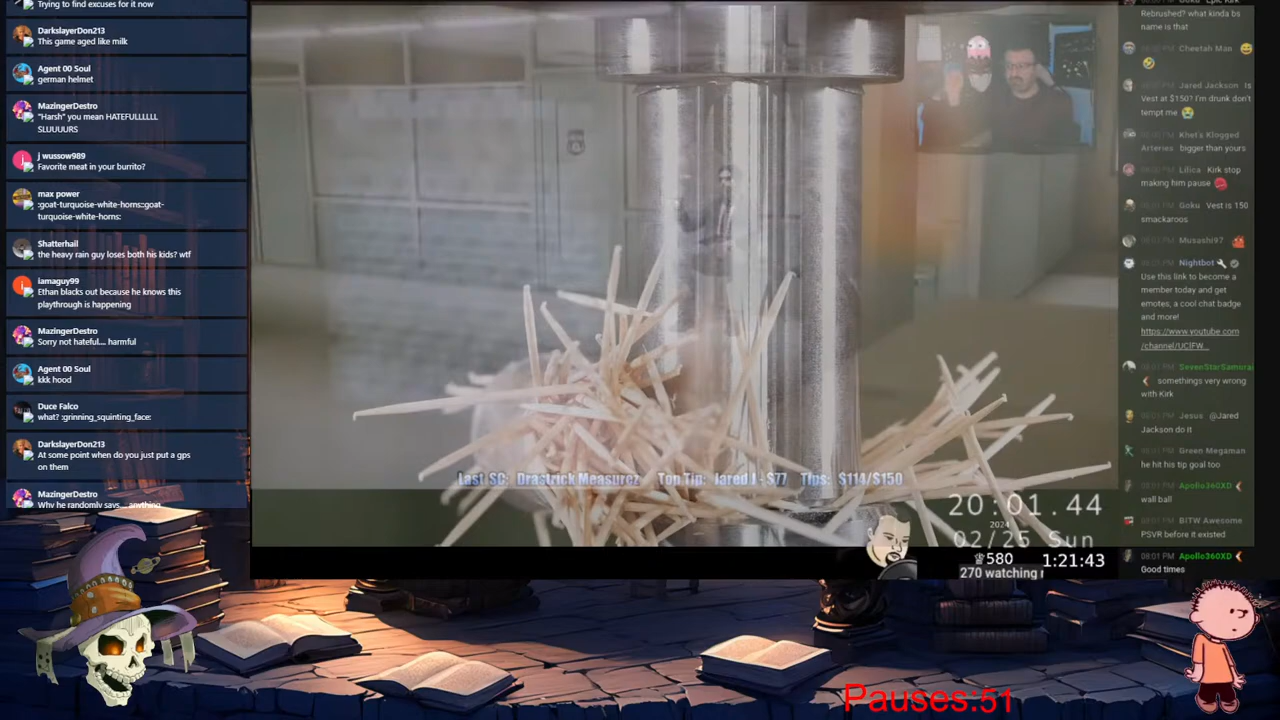 Trying to find excuses for it now
DarkslayerDon213
This game aged like milk
Agent 00 Soul
german helmet
MazingerDestro
"Harsh" you mean HATEFULLLLLL
SLUUUURS
j wussow989
Favorite meat in your burrito?
max power
:goat-turquoise-white-horns::goat-
turquoise-white-horns:
Shatterhail
the heavy rain guy loses both his kids? wtf
iamaguy99
Ethan blacks out because he knows this
playthrough is happening
MazingerDestro
Sorry not hateful.... harmful
Agent 00 Soul
kkk hood
Duce Falco
what? :grinning_squinting_face:
DarkslayerDon213
At some point when do you just put a gps
on them
MazingerDestro
Why he randomly says... anything
Last SC: Drastrick Measurez Top Tip: Jared J - $77 Tips: $114/$150
20:01.44
2024
02/25 Sun
580 1:21:43
270 watching
Rebrushed? what kinda bs
name is that
Cheetah Man
Jared Jackson Is
Vest at $150? I'm drunk don't
tempt me
Khet's Klogged
Arteries bigger than yours
Lilica Kirk stop
making him pause
Goku Vest is 150
smackaroos
Musashi97
Nightbot
Use this link to become a
member today and get
emotes, a cool chat badge
and more!
https://www.youtube.com
/channel/UClFW...
SevenStarSamurai
somethings very wrong
with Kirk
Jesus @Jared
Jackson do it
Green Megaman
he hit his tip goal too
Apollo360XD
wall ball
BITW Awesome
PSVR before it existed
08:01 PM Apollo360XD
Good times
Pauses:51